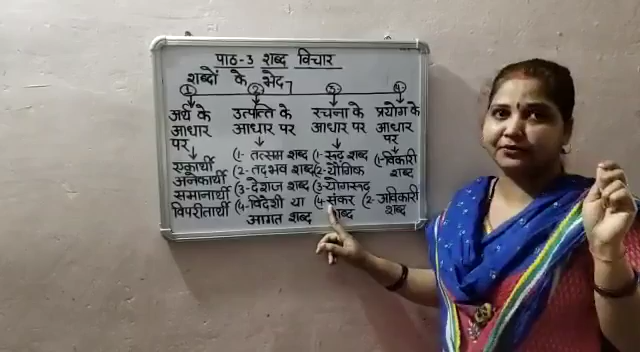 पाठ-3 शब्द विचार
शब्दों के भेद
1 2 3 4
अर्थ के आधार पर
एकार्थी
अनेकार्थी
समानार्थी
विपरीतार्थी
उत्पत्ति के आधार पर
(1- तत्सम शब्द
(2- तद्भव शब्द
(3- देशज शब्द
(4- विदेशी या
आगत शब्द
रचना के आधार पर
(1- रूढ़ शब्द
(2- यौगिक
(3- योगरूढ़
(4- संकर
शब्द
प्रयोग के आधार पर
(1- विकारी
शब्द
(2- अविकारी
शब्द